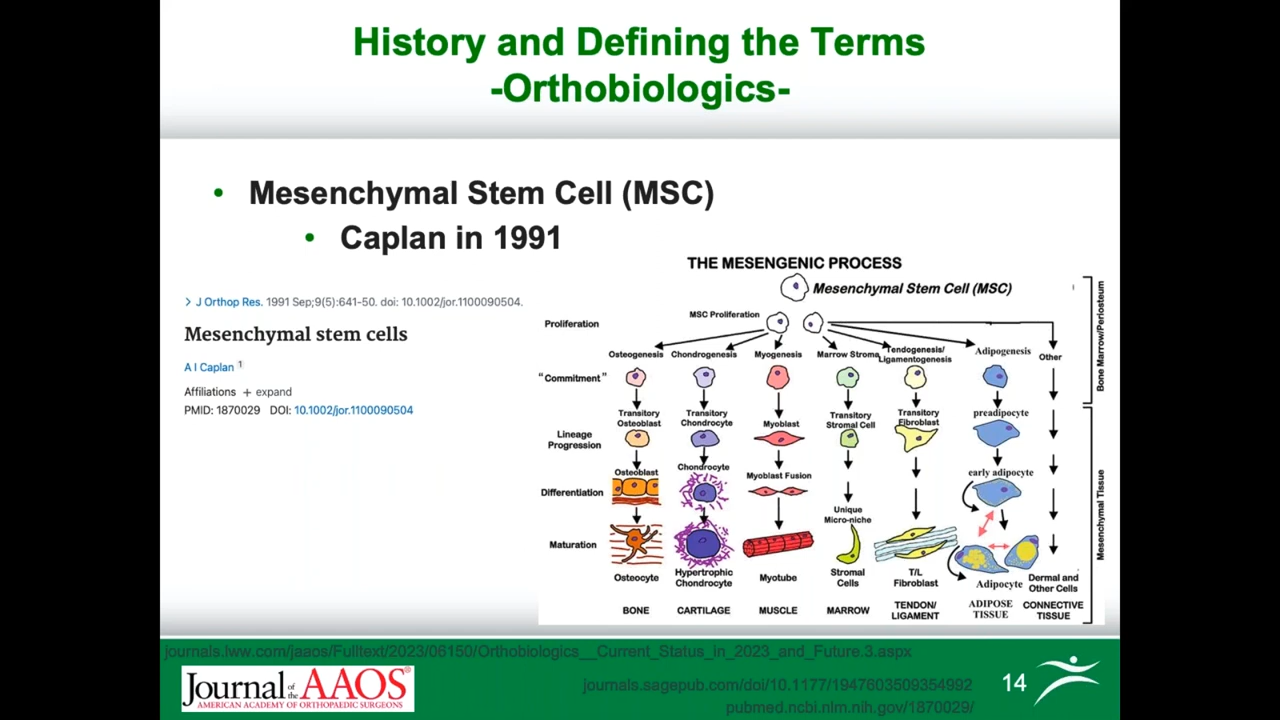 History and Defining the Terms
-Orthobiologics-
• Mesenchymal Stem Cell (MSC)
• Caplan in 1991
> J Orthop Res. 1991 Sep;9(5):641-50. doi: 10.1002/jor.1100090504.
Mesenchymal stem cells
A I Caplan 1
Affiliations + expand
PMID: 1870029 DOI: 10.1002/jor.1100090504
THE MESENGENIC PROCESS
Mesenchymal Stem Cell (MSC)
MSC Proliferation
Proliferation
Osteogenesis Chondrogenesis Myogenesis Marrow Stroma Tendogenesis/ Adipogenesis Other
Ligamentogenesis
"Commitment"
Transitory Transitory Myoblast Transitory Transitory preadipocyte
Osteoblast Chondrocyte Stromal Cell Fibroblast
Lineage
Progression
Osteoblast Chondrocyte Myoblast Fusion early adipocyte
Differentiation
Unique
Micro-niche
Maturation
Osteocyte Hypertrophic Myotube Stromal T/L Adipocyte Dermal and
Chondrocyte Cells Fibroblast Other Cells
BONE CARTILAGE MUSCLE MARROW TENDON/ ADIPOSE CONNECTIVE
LIGAMENT TISSUE TISSUE
Bone Marrow/Periosteum
Mesenchymal Tissue
journals.lww.com/jaaos/Fulltext/2023/06150/Orthobiologics__Current_Status_in_2023_and_Future.3.aspx
Journal of the AAOS®
AMERICAN ACADEMY OF ORTHOPAEDIC SURGEONS
journals.sagepub.com/doi/10.1177/1947603509354992
14
pubmed.ncbi.nlm.nih.gov/1870029/